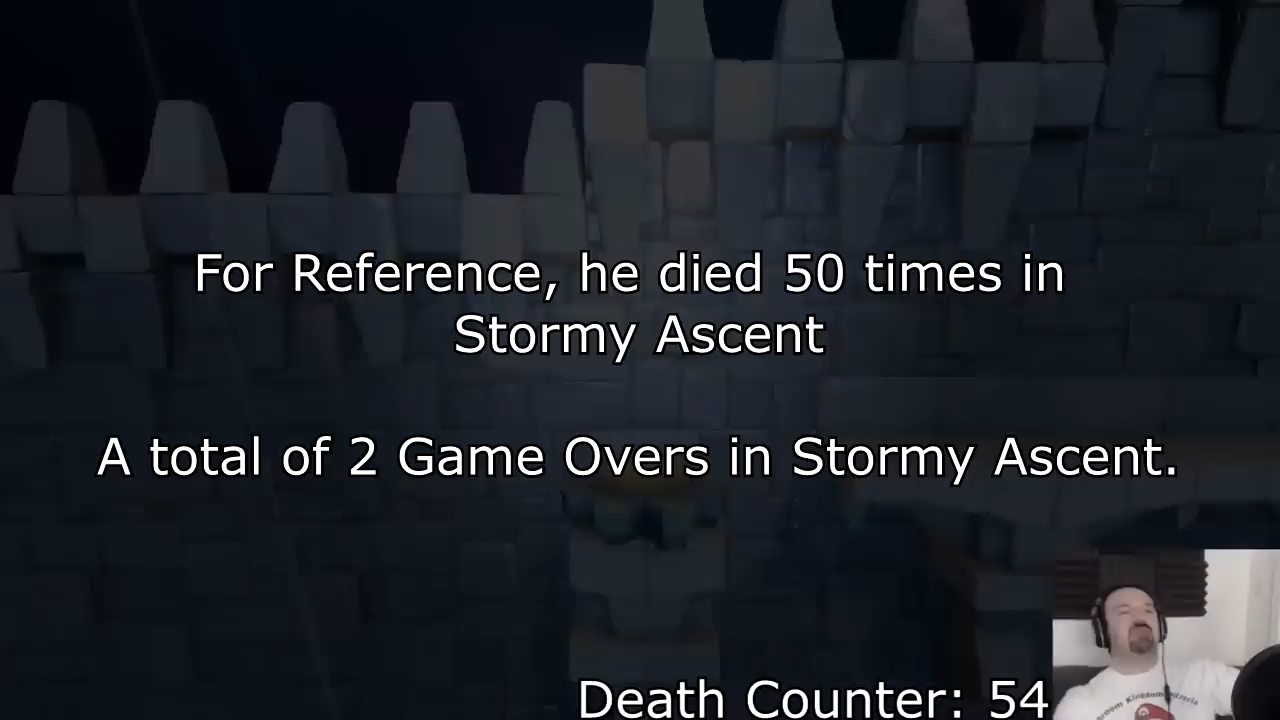 For Reference, he died 50 times in
Stormy Ascent
A total of 2 Game Overs in Stormy Ascent.
Death Counter: 54
Kingdom